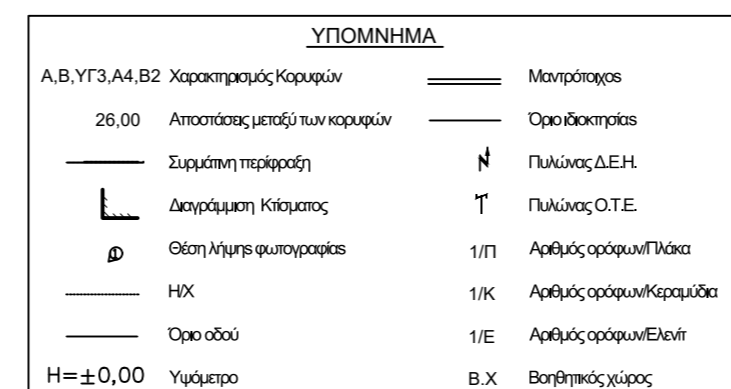 ΥΠΟΜΝΗΜΑ
Α,Β,ΥΓ3,Α4,Β2 Χαρακτηρισμός Κορυφών
Μαντρότοιχος
26,00 Αποστάσεις μεταξύ των κορυφών
Όριο ιδιοκτησίας
Συρμάτινη περίφραξη
Πυλώνας Δ.Ε.Η.
Διαγράμμιση Κτίσματος
Πυλώνας Ο.Τ.Ε.
1 Θέση λήψης φωτογραφίας
1/Π Αριθμός ορόφων/Πλάκα
Η/Χ
1/Κ Αριθμός ορόφων/Κεραμύδια
Όριο οδού
1/Ε Αριθμός ορόφων/Ελενίτ
Η=±0,00 Υψόμετρο
Β.Χ Βοηθητικός χώρος